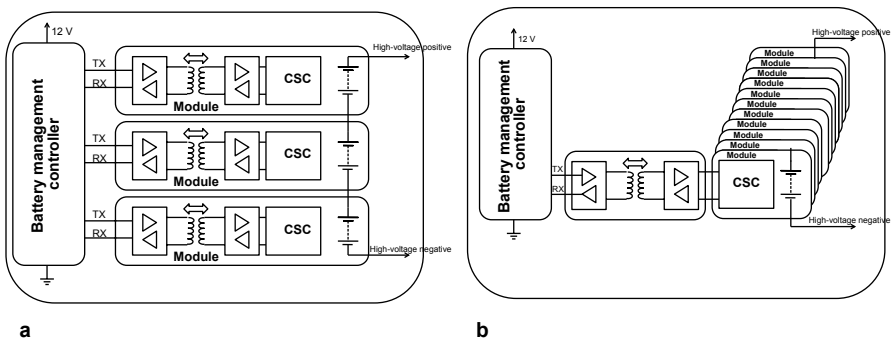 12 V
High-voltage positive
TX
RX
CSC
Module
Battery management
controller
TX
RX
CSC
Module
TX
RX
CSC
Module
High-voltage negative
a
12 V
High-voltage positive
Module
Module
Module
Module
Module
Module
Module
Module
Module
Module
Module
Battery management
controller
TX
RX
CSC
High-voltage negative
b